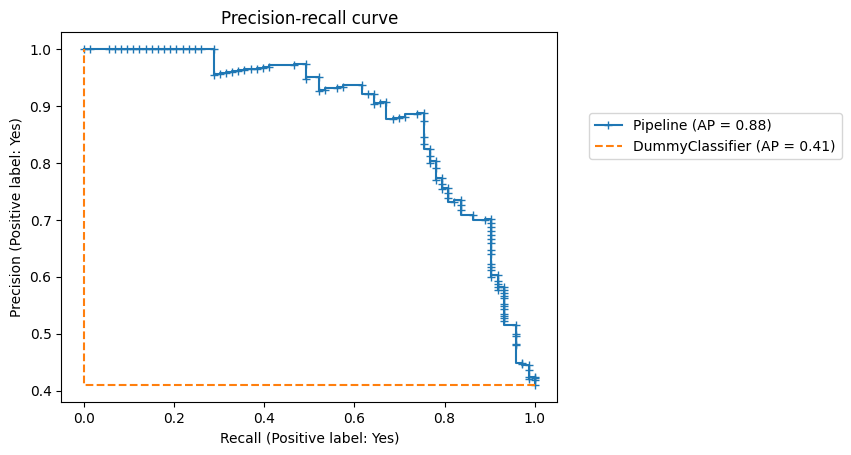 Precision-recall curve
1.0
0.9
0.8
0.7
0.6
0.5
0.4
Precision (Positive label: Yes)
0.0 0.2 0.4 0.6 0.8 1.0
Recall (Positive label: Yes)
Pipeline (AP = 0.88)
DummyClassifier (AP = 0.41)